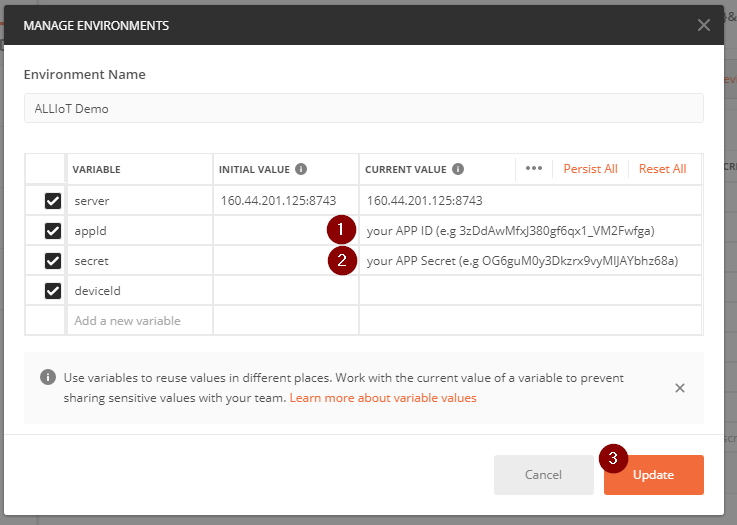 MANAGE ENVIRONMENTS
Environment Name
ALLIoT Demo
VARIABLE INITIAL VALUE CURRENT VALUE ••• Persist All Reset All
server 160.44.201.125:8743 160.44.201.125:8743
appId 1 your APP ID (e.g 3zDdAwMfxJ380gf6qx1_VM2Fwfga)
secret 2 your APP Secret (e.g OG6guM0y3Dkzrx9vyMIJAYbhz68a)
deviceId
Add a new variable
Use variables to reuse values in different places. Work with the current value of a variable to prevent
sharing sensitive values with your team. Learn more about variable values
Cancel 3 Update